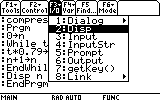 F1▾ F2▾ F3▾ F4▾ F5 F6▾
Tools Control I/O Var Find… Mode
:compres
:Prgm
:0→n
:While t
:t*0.79→
:n+1→n
:EndWhil
:Disp n
:EndPrgm
1:Dialog ▸
2:Disp
3:Input
4:InputStr
5:Prompt
6:Output
7:getKey()
8↓Link ▸
MAIN RAD AUTO FUNC